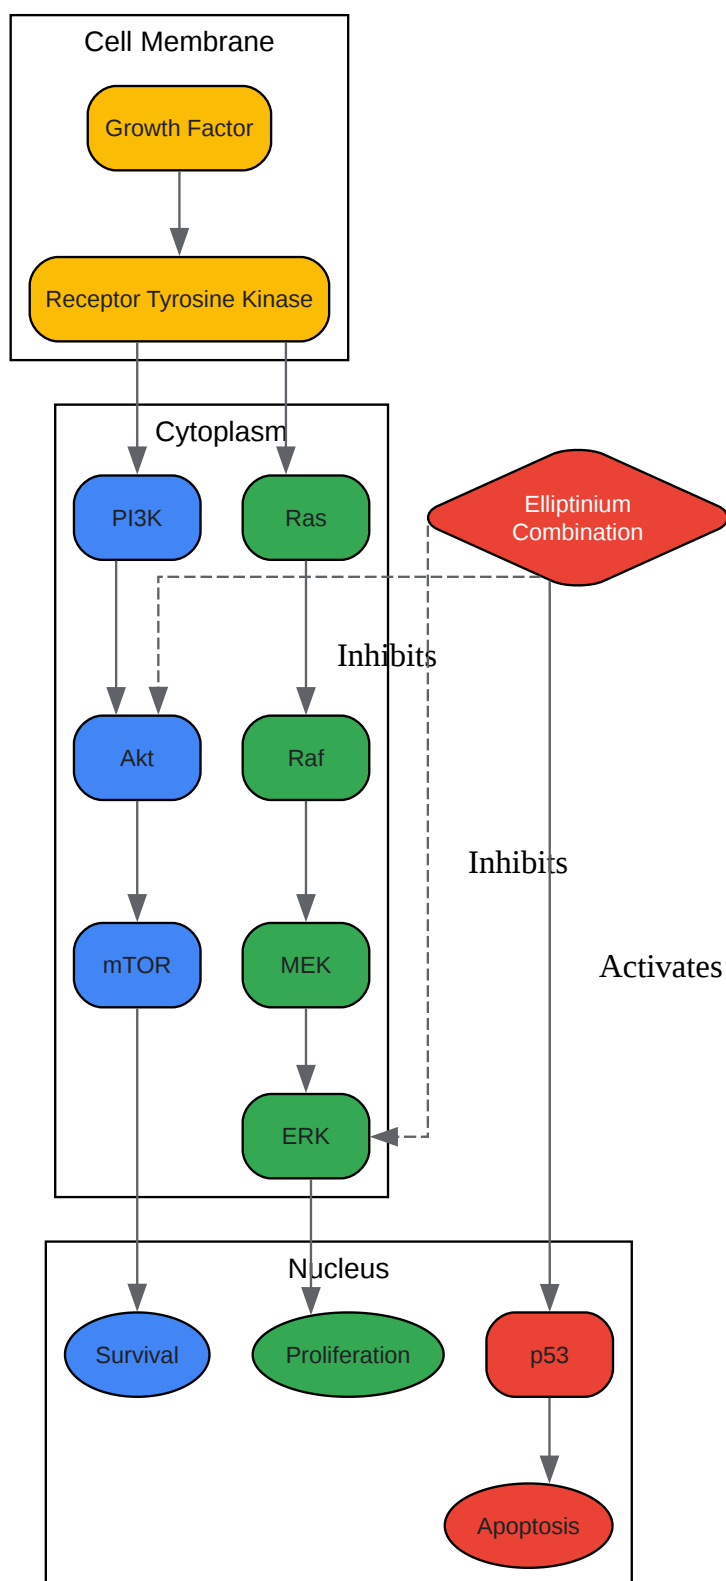 Cell Membrane
Growth Factor
Receptor Tyrosine Kinase
Cytoplasm
PI3K
Ras
Elliptinium
Combination
Inhibits
Akt
Raf
Inhibits
mTOR
MEK
Activates
ERK
Nucleus
Survival
Proliferation
p53
Apoptosis